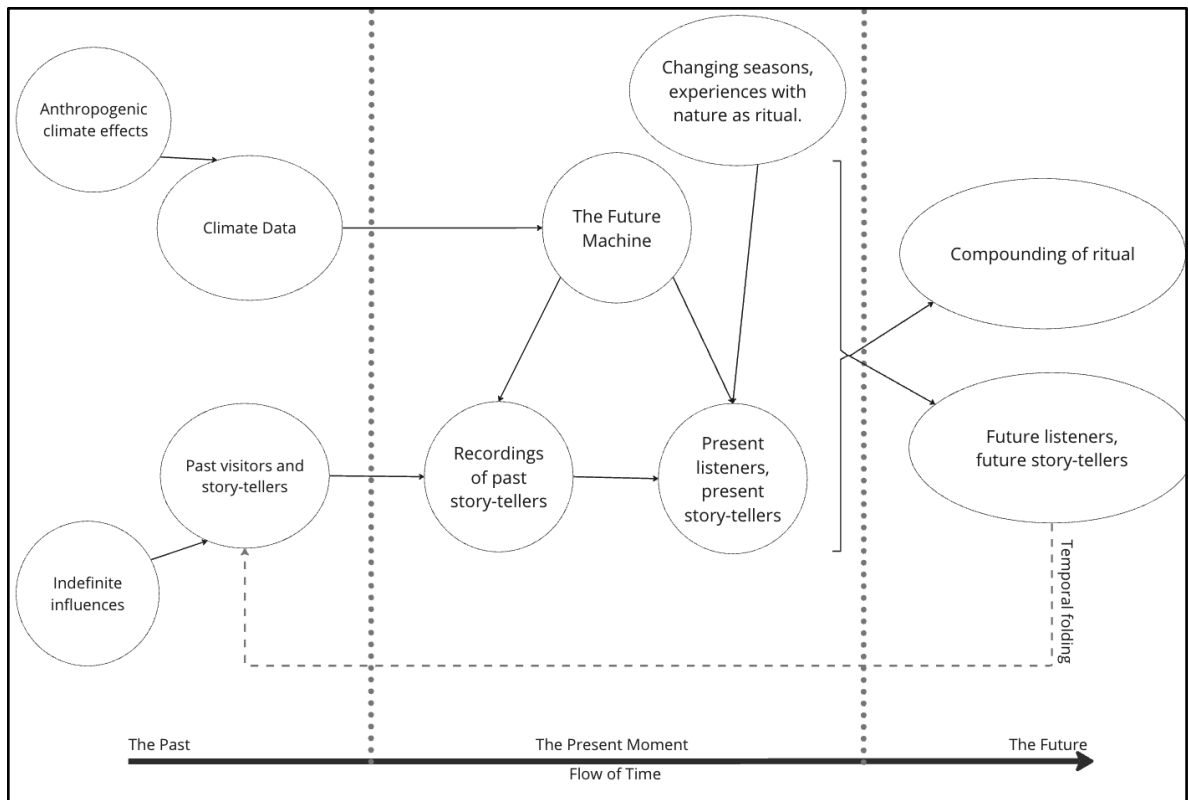 Anthropogenic
climate effects
Climate Data
Changing seasons,
experiences with
nature as ritual.
The Future
Machine
Compounding of ritual
Past visitors and
story-tellers
Recordings
of past
story-tellers
Present
listeners,
present
story-tellers
Future listeners,
future story-tellers
Indefinite
influences
Temporal folding
The Past
The Present Moment
The Future
Flow of Time